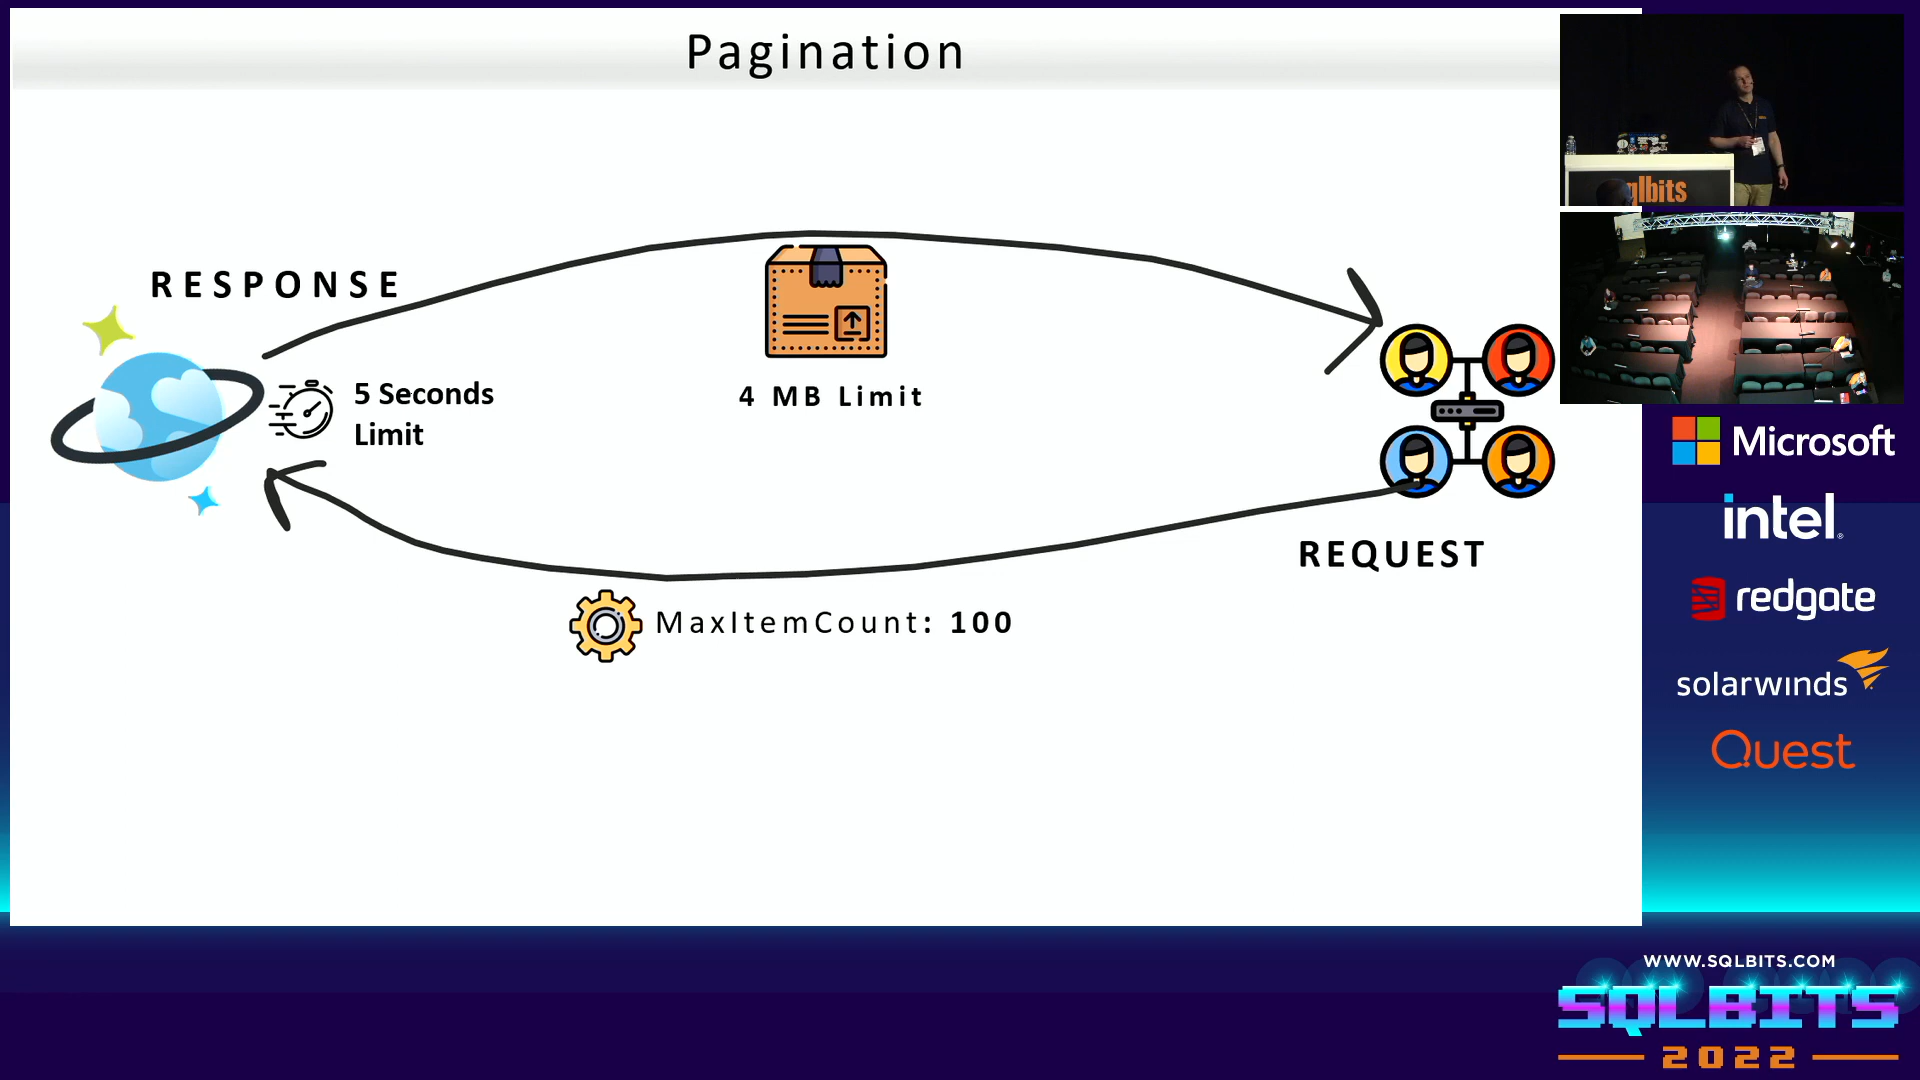 Pagination
RESPONSE
5 Seconds
Limit
4 MB Limit
REQUEST
MaxItemCount: 100
sqlbits
Microsoft
intel.
redgate
solarwinds
Quest
WWW.SQLBITS.COM
SQLBITS
2022